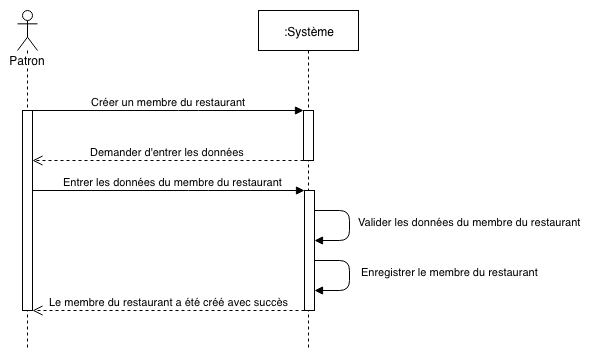 :Système
Patron
Créer un membre du restaurant
Demander d'entrer les données
Entrer les données du membre du restaurant
Valider les données du membre du restaurant
Enregistrer le membre du restaurant
Le membre du restaurant a été créé avec succès